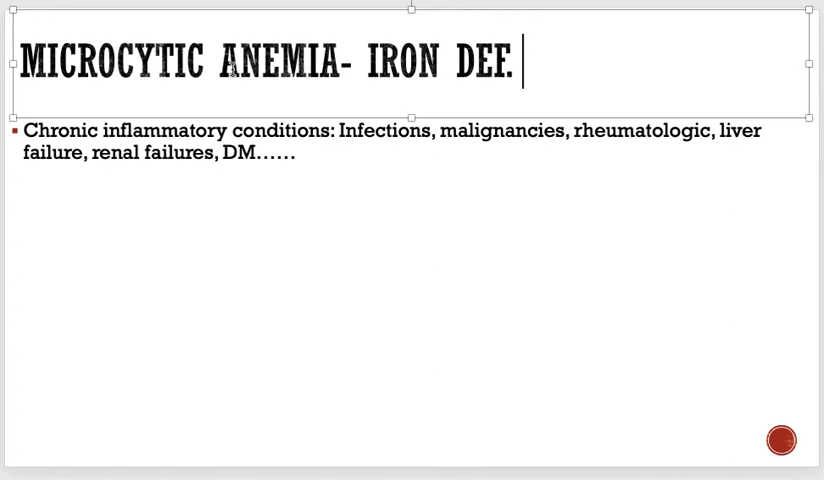 MICROCYTIC ANEMIA- IRON DEF.
Chronic inflammatory conditions: Infections, malignancies, rheumatologic, liver
failure, renal failures, DM......